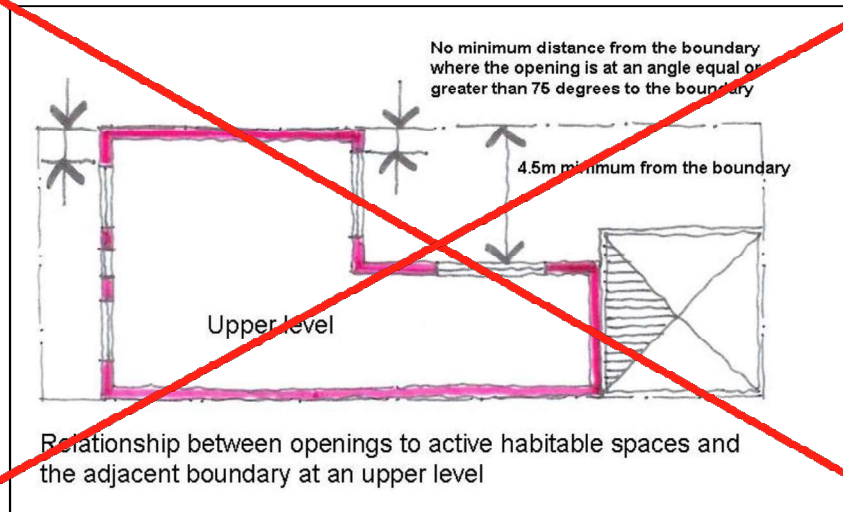 No minimum distance from the boundary
where the opening is at an angle equal or
greater than 75 degrees to the boundary
4.5m minimum from the boundary
Upper level
Relationship between openings to active habitable spaces and
the adjacent boundary at an upper level